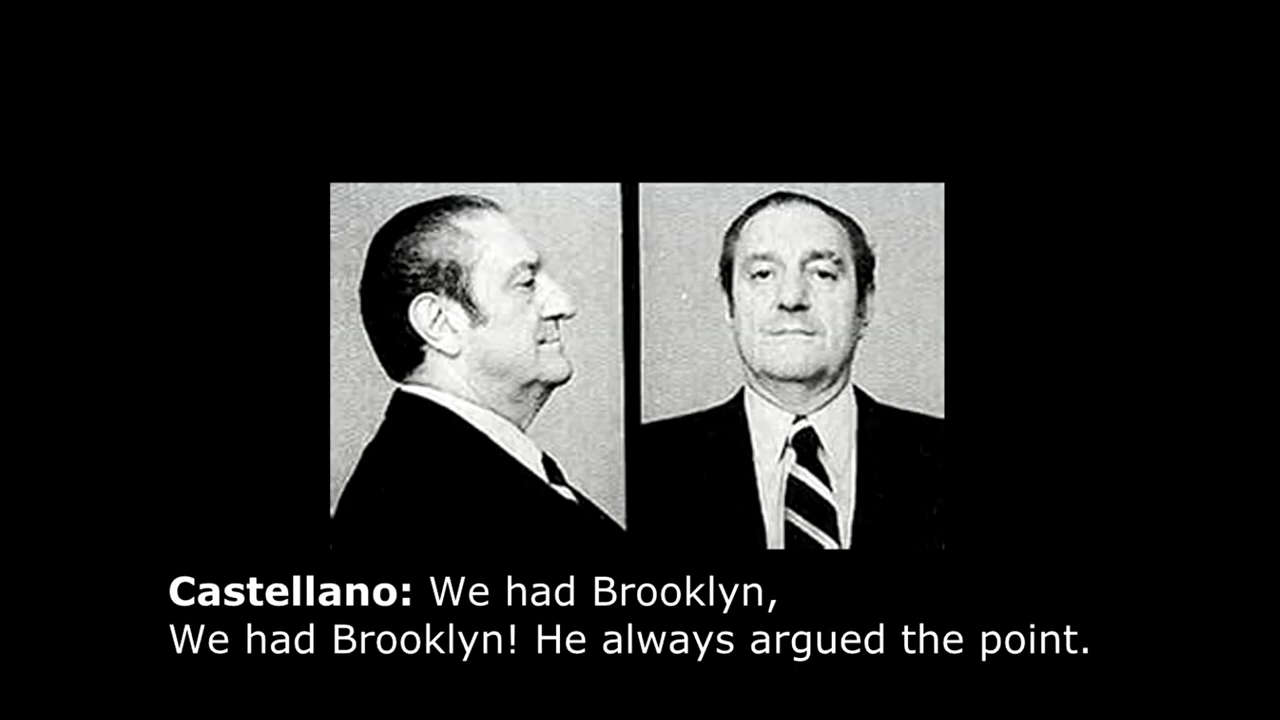 Castellano: We had Brooklyn,
We had Brooklyn! He always argued the point.